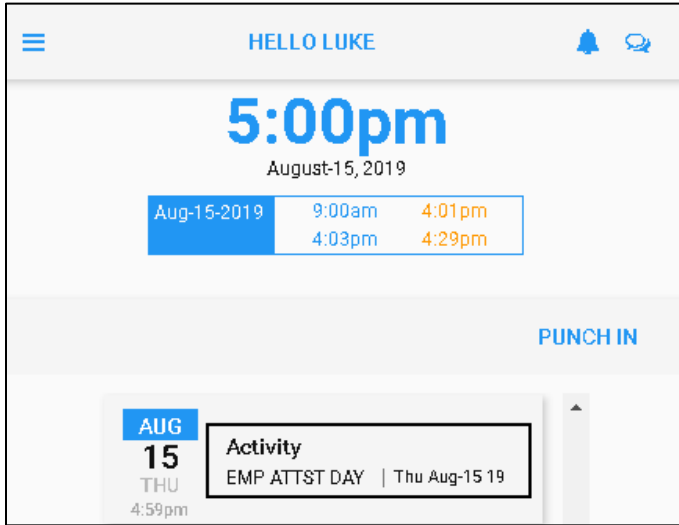 HELLO LUKE
5:00pm
August-15, 2019
Aug-15-2019 9:00am 4:01pm
4:03pm 4:29pm
PUNCH IN
AUG
15
THU
4:59pm
Activity
EMP ATTST DAY | Thu Aug-15 19